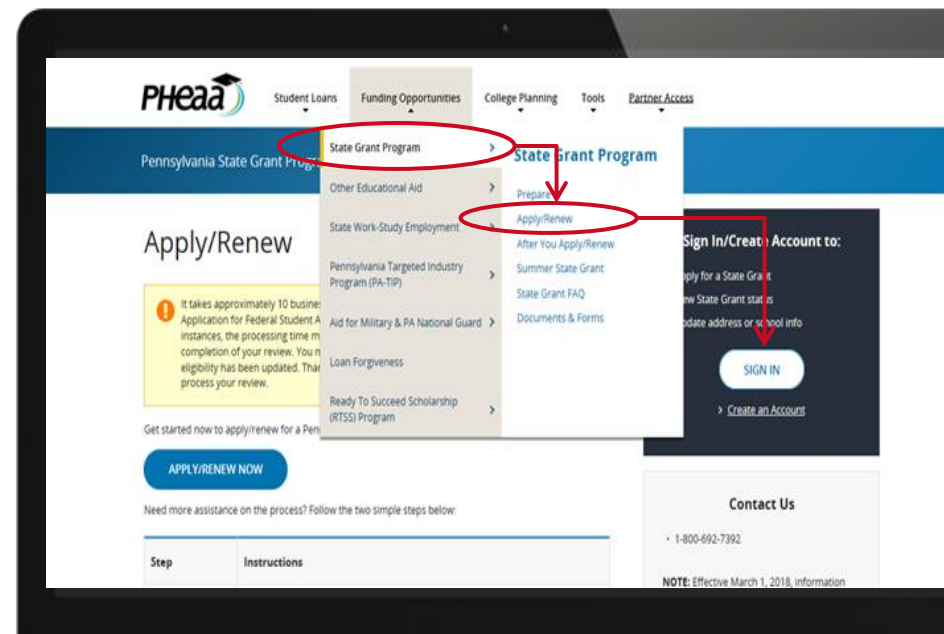 PHEAA
Student Loans
Funding Opportunities
College Planning
Tools
Partner Access
Pennsylvania State Grant
State Grant Program
Other Educational Aid
State Work-Study Employment
Pennsylvania Targeted Industry
Program (PA-TIP)
Aid for Military & PA National Guard
Loan Forgiveness
Ready To Succeed Scholarship
(RTSS) Program
State Grant Program
Prepare
Apply/Renew
After You Apply/Renew
Summer State Grant
State Grant FAQ
Documents & Forms
Apply/Renew
It takes approximately 10
Application for Federal Student
instances, the processing time
completion of your review. You
eligibility has been updated.
process your review.
Get started now to apply/renew for a
APPLY/RENEW NOW
Need more assistance on the process? Follow the two simple steps below:
Step
Instructions
Sign In/Create Account to:
for a State Grant
State Grant status
address or school info
SIGN IN
Create an Account
Contact Us
• 1-800-692-7392
NOTE: Effective March 1, 2018, information